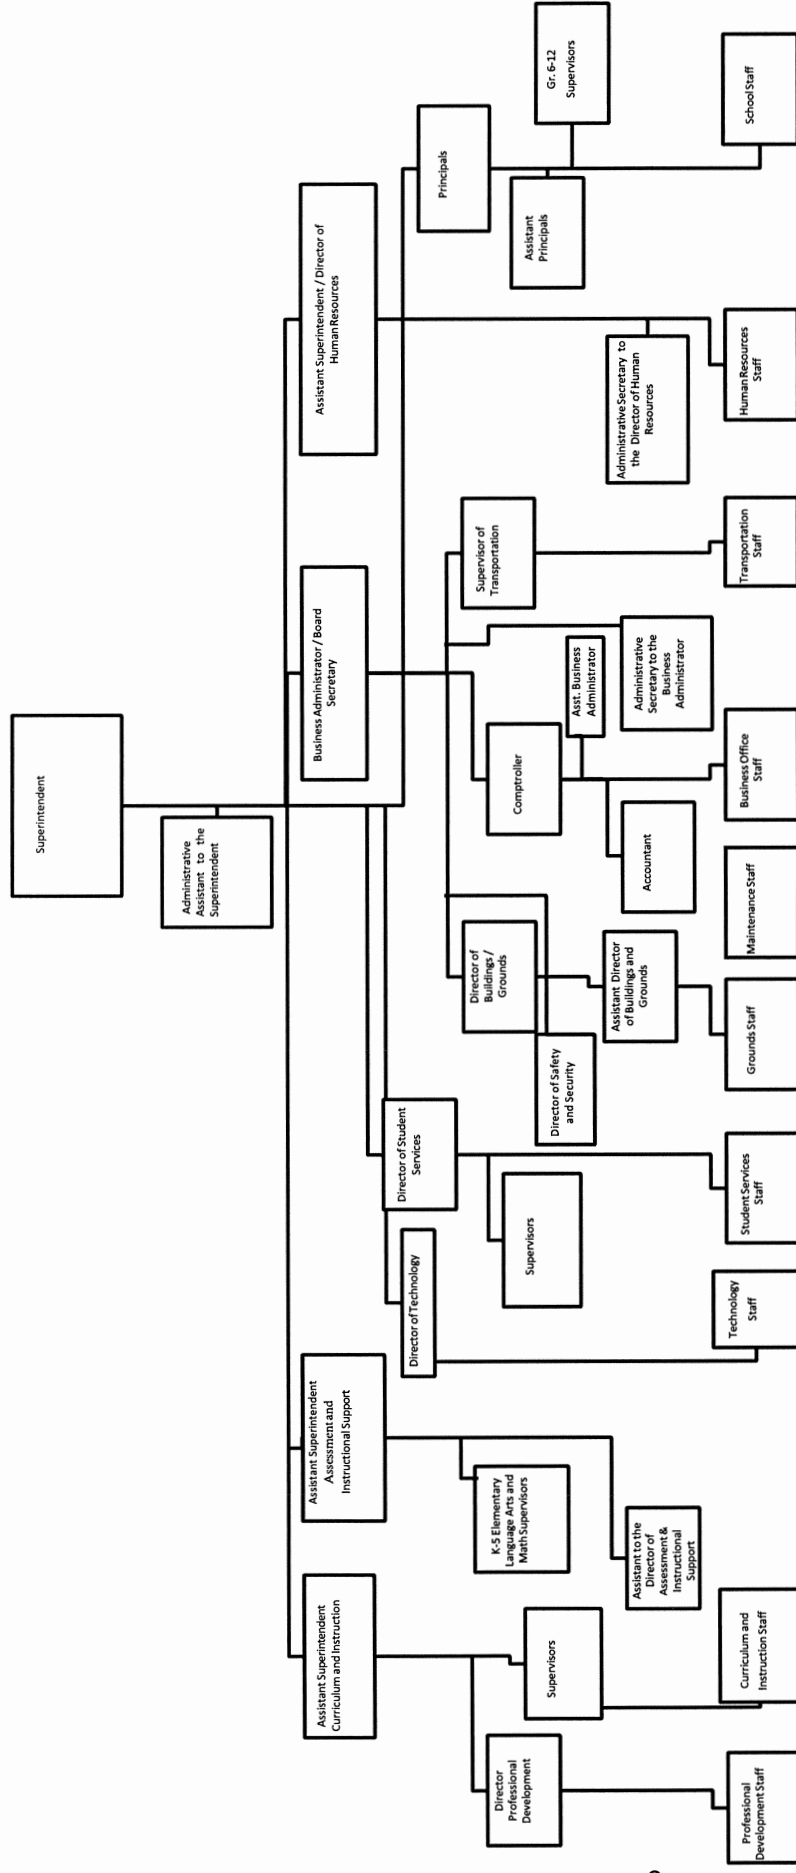 Superintendent
Administrative
Assistant to the
Superintendent
Assistant Superintendent
Curriculum and Instruction
Assistant Superintendent
Assessment and
Instructional Support
Business Administrator / Board
Secretary
Assistant Superintendent / Director of
Human Resources
Director of Technology
Director of Student
Services
Principals
Director
Professional
Development
Supervisors
K-5 Elementary
Language Arts and
Math Supervisors
Supervisors
Director of
Buildings /
Grounds
Director of Safety
and Security
Comptroller
Asst. Business
Administrator
Supervisor of
Transportation
Assistant
Principals
Gr. 6-12
Supervisors
Assistant to the
Director of
Assessment &
Instructional
Support
Assistant Director
of Buildings and
Grounds
Accountant
Administrative
Secretary to the
Business
Administrator
Administrative Secretary to
the Director of Human
Resources
Professional
Development Staff
Curriculum and
Instruction Staff
Technology
Staff
Student Services
Staff
Grounds Staff
Maintenance Staff
Business Office
Staff
Transportation
Staff
Human Resources
Staff
School Staff